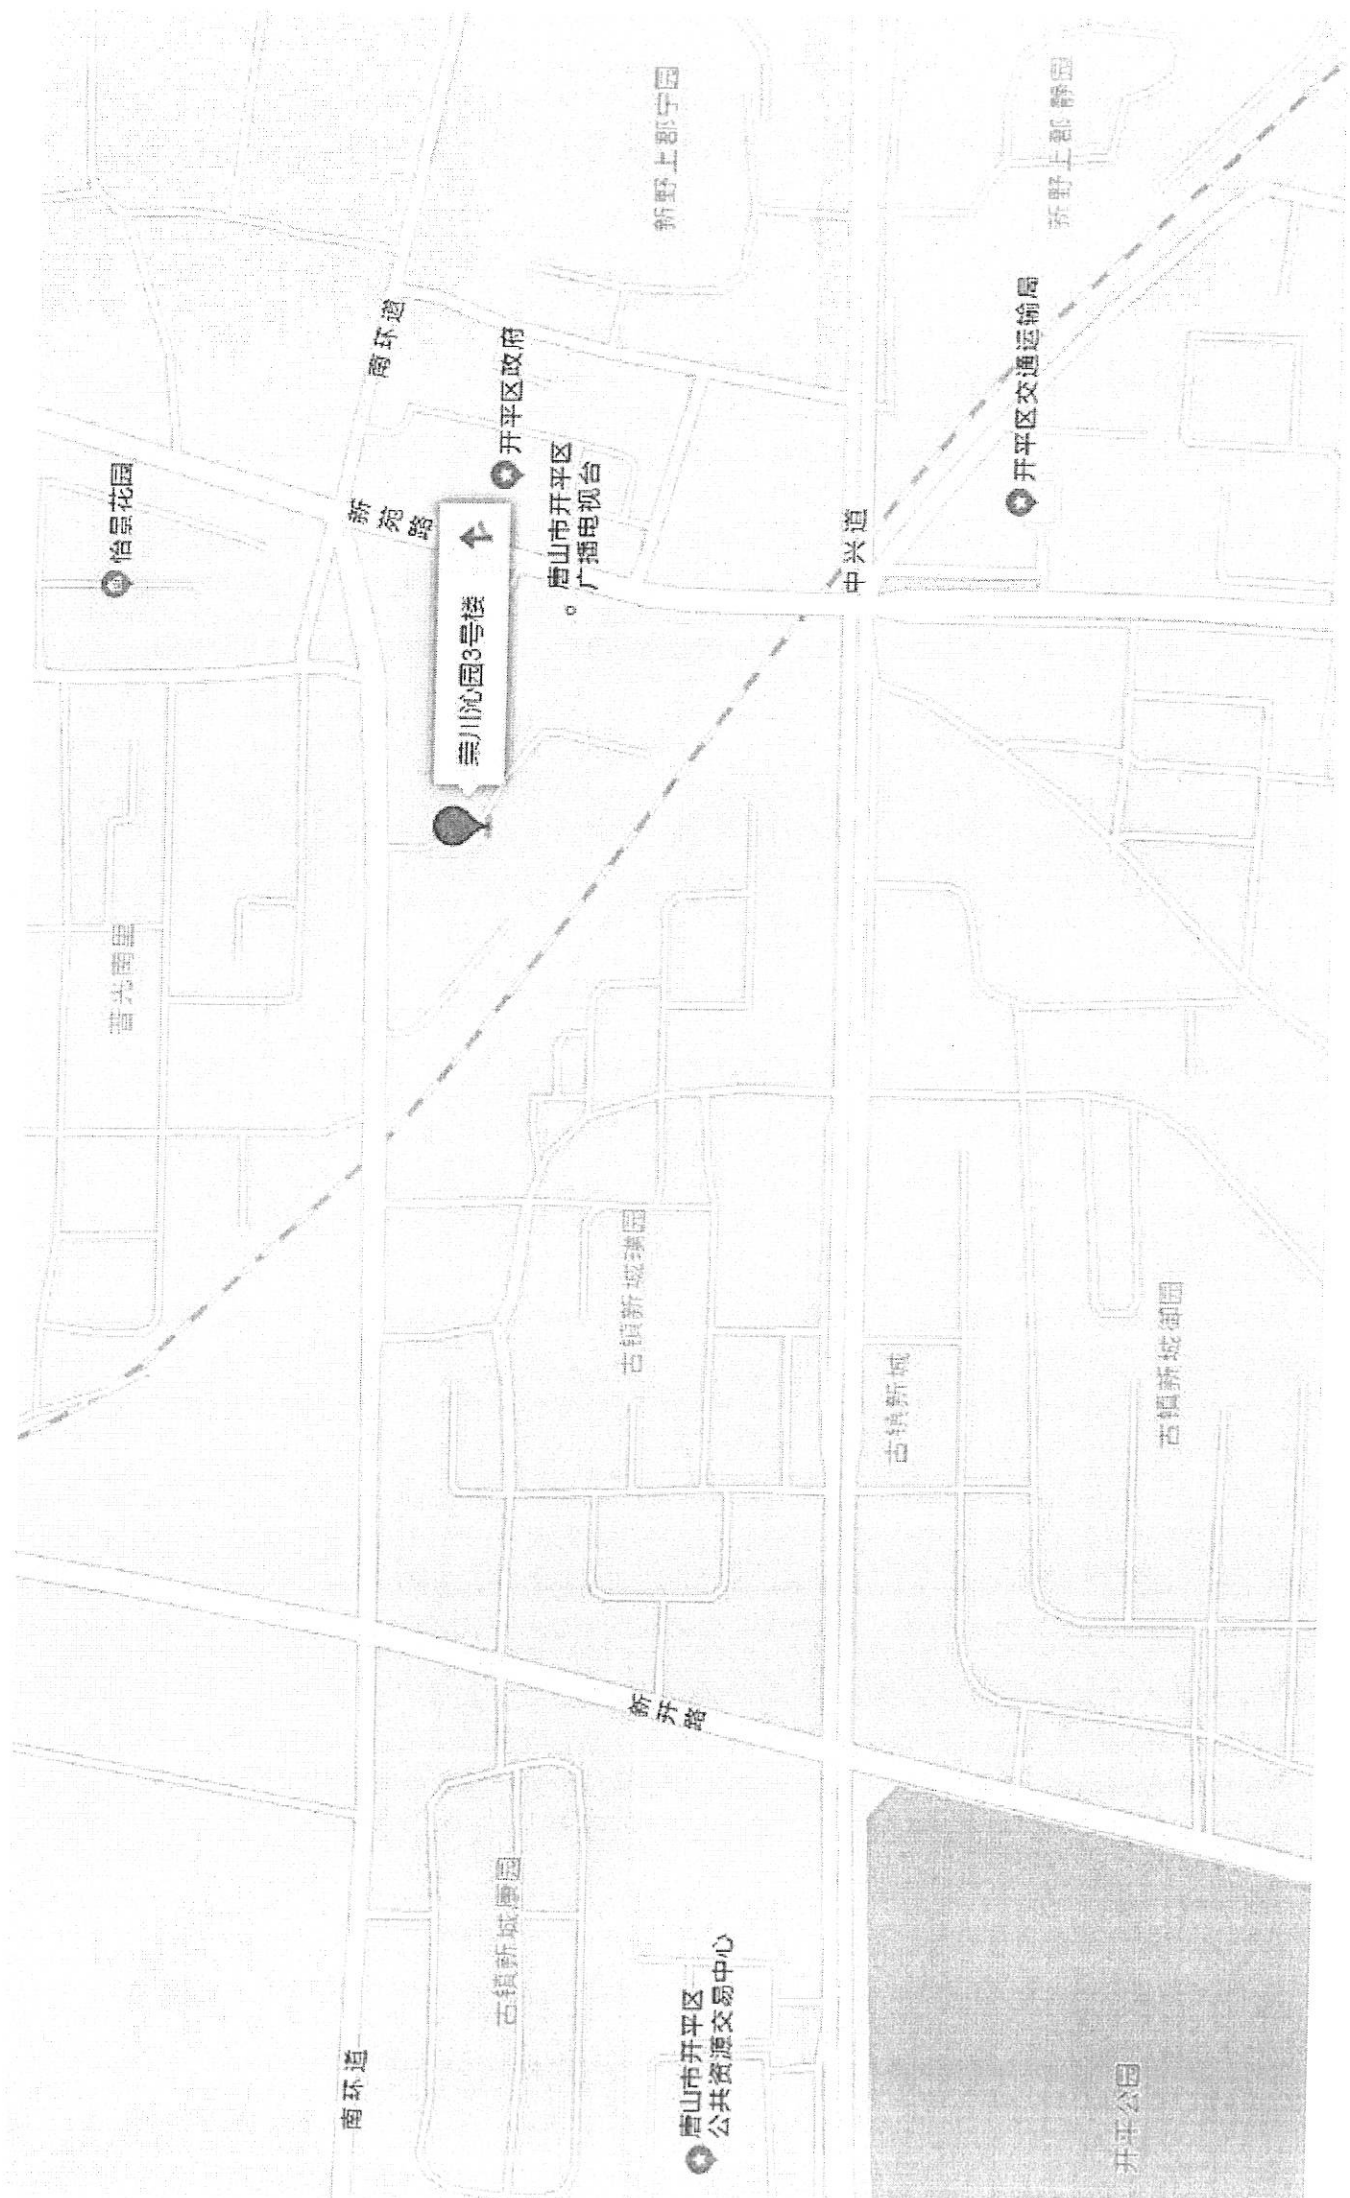 怡景花园
南环道
新苑路
开平区政府
唐山市开平区
广播电视台
新野上郡宁园
新野上郡静园
开平区交通运输局
中兴道
川沁园3号楼
古镇新城瑞园
古镇新城
古镇新城御园
新开路
古镇新城康园
南环道
唐山市开平区
公共资源交易中心
开平公园